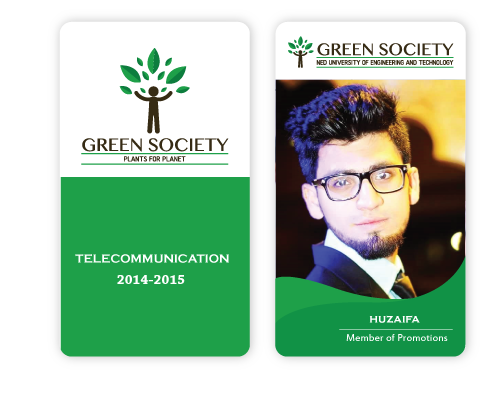 GREEN SOCIETY
PLANTS FOR PLANET
TELECOMMUNICATION
2014-2015
GREEN SOCIETY
NED UNIVERSITY OF ENGINEERING AND TECHNOLOGY
HUZAIFA
Member of Promotions